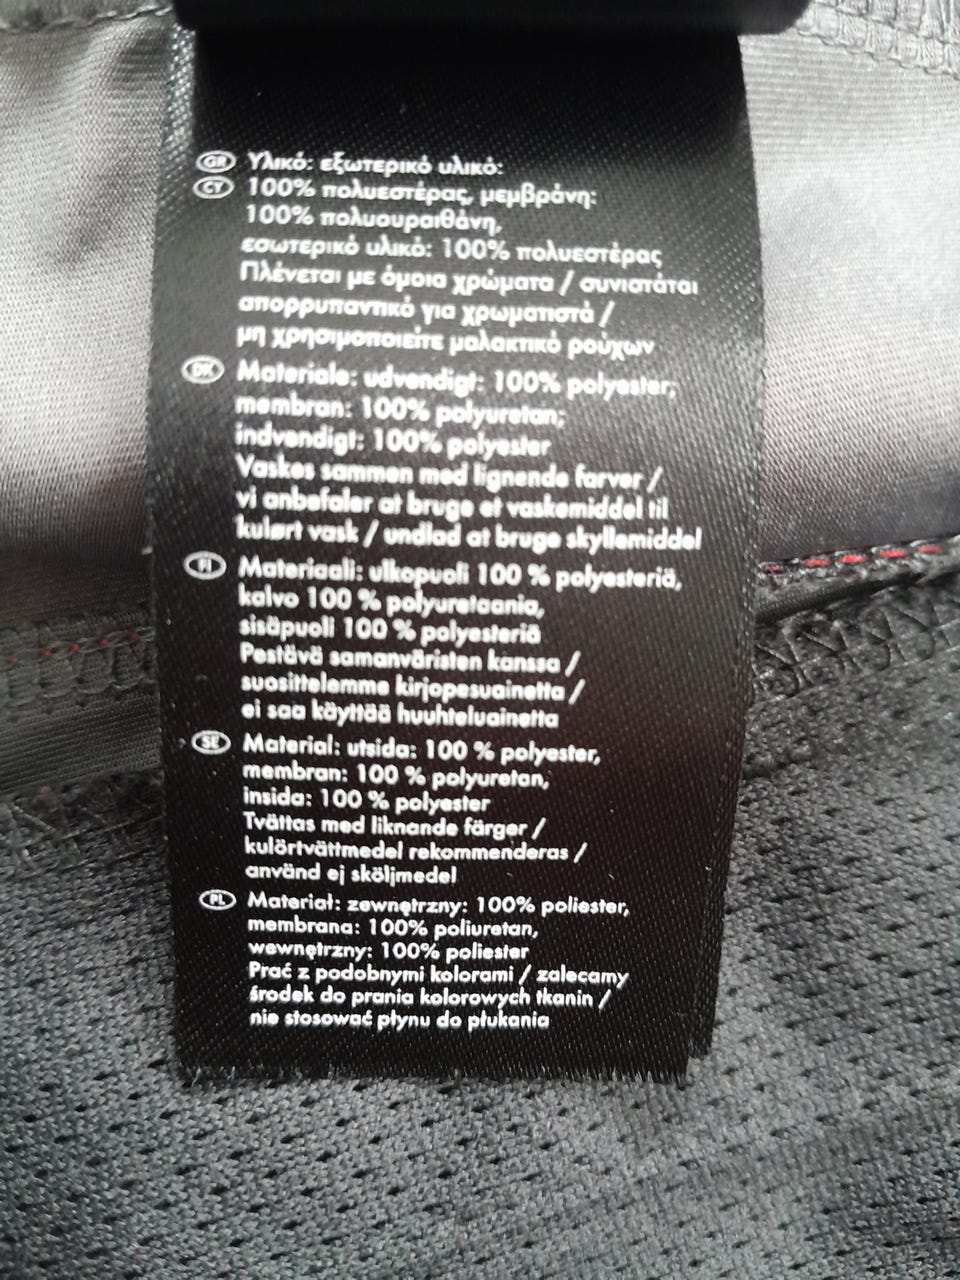 GR Υλικό: εξωτερικό υλικό:
CY 100% πολυεστέρας, μεμβράνη:
100% πολυουραιθάνη,
εσωτερικό υλικό: 100% πολυεστέρας
Πλένεται με όμοια χρώματα / συνιστάται
απορρυπαντικό για χρωματιστά /
μη χρησιμοποιείτε μαλακτικό ρούχων
DK Materiale: udvendigt: 100% polyester;
membran: 100% polyuretan;
indvendigt: 100% polyester
Vaskes sammen med lignende farver /
vi anbefaler at bruge et vaskemiddel til
kulørt vask / undlad at bruge skyllemiddel
FI Materiaali: ulkopuoli 100 % polyesteriä,
kalvo 100 % polyuretaania,
sisäpuoli 100 % polyesteriä
Pestävä samanväristen kanssa /
suosittelemme kirjopesuainetta /
ei saa käyttää huuhteluainetta
SE Material: utsida: 100 % polyester,
membran: 100 % polyuretan,
insida: 100 % polyester
Tvättas med liknande färger /
kulörtvättmedel rekommenderas /
använd ej sköljmedel
PL Materiał: zewnętrzny: 100% poliester,
membrana: 100% poliuretan,
wewnętrzny: 100% poliester
Prać z podobnymi kolorami / zalecamy
środek do prania kolorowych tkanin /
nie stosować płynu do płukania